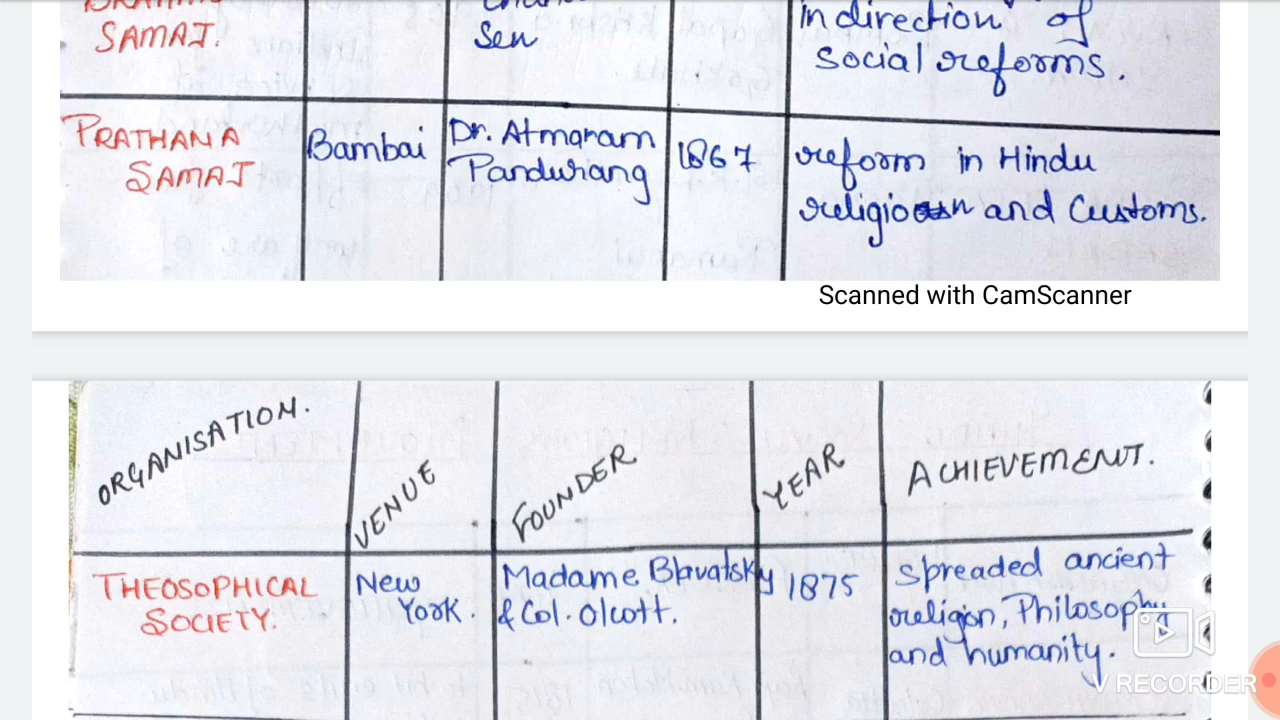 SAMAJ. Sen in direction of
social reforms.
PRATHANA SAMAJ Bambai Dr. Atmaram Pandurang 1867 reform in Hindu
religion and Customs.
Scanned with CamScanner
ORGANISATION. VENUE FOUNDER YEAR ACHIEVEMENT.
THEOSOPHICAL New Madame Blavatsky 1875 spreaded ancient
SOCIETY. York. & Col. Olcott. religion, Philosophy
and humanity.
V RECORDER